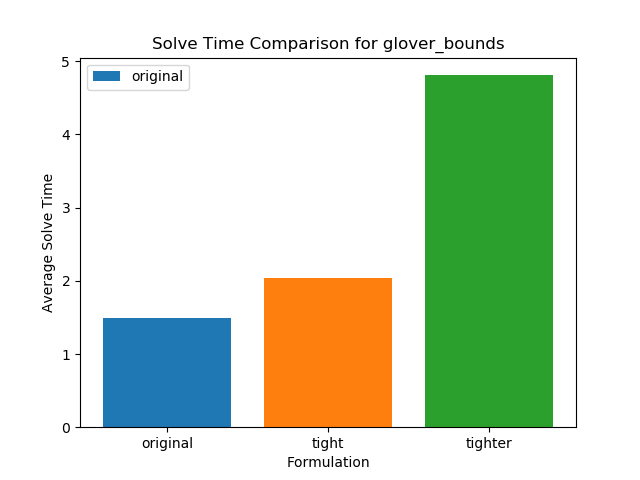 Solve Time Comparison for glover_bounds
original
5
4
3
2
1
0
Average Solve Time
original
tight
tighter
Formulation